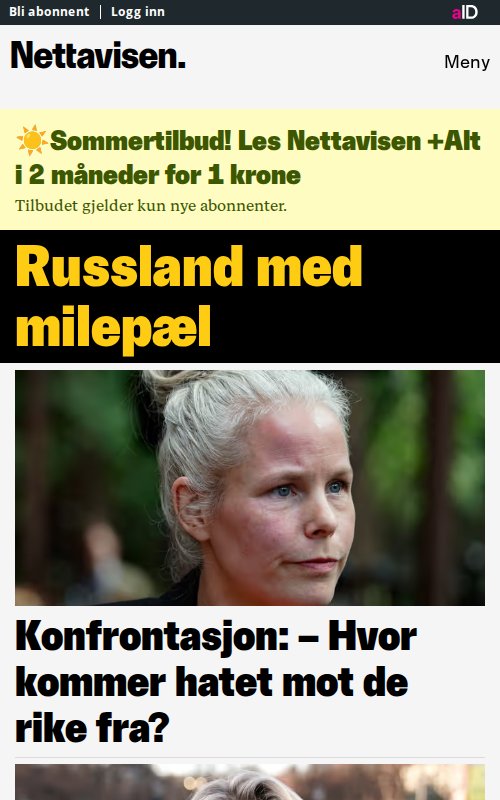 Bli abonnent | Logg inn
aID
Nettavisen.
Meny
☀️Sommertilbud! Les Nettavisen +Alt
i 2 måneder for 1 krone
Tilbudet gjelder kun nye abonnenter.
Russland med
milepæl
Konfrontasjon: – Hvor
kommer hatet mot de
rike fra?